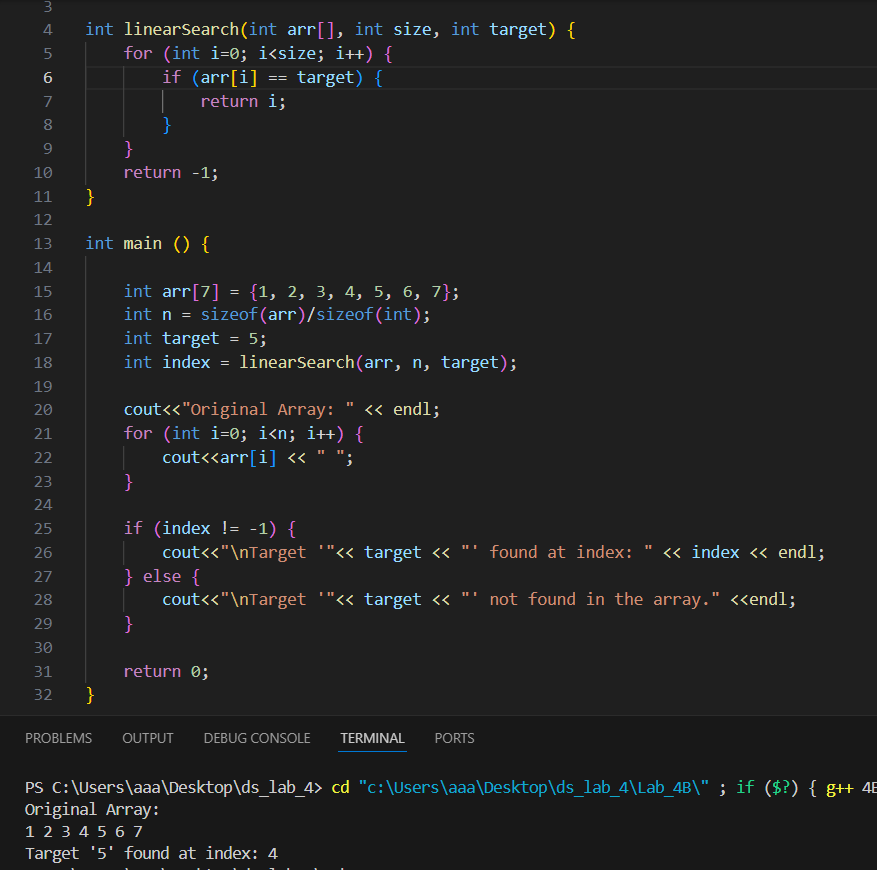 3
4 int linearSearch(int arr[], int size, int target) {
5 for (int i=0; i<size; i++) {
6 if (arr[i] == target) {
7 return i;
8 }
9 }
10 return -1;
11 }
12
13 int main () {
14
15 int arr[7] = {1, 2, 3, 4, 5, 6, 7};
16 int n = sizeof(arr)/sizeof(int);
17 int target = 5;
18 int index = linearSearch(arr, n, target);
19
20 cout<<"Original Array: " << endl;
21 for (int i=0; i<n; i++) {
22 cout<<arr[i] << " ";
23 }
24
25 if (index != -1) {
26 cout<<"\nTarget '"<< target << "' found at index: " << index << endl;
27 } else {
28 cout<<"\nTarget '"<< target << "' not found in the array." <<endl;
29 }
30
31 return 0;
32 }
PROBLEMS OUTPUT DEBUG CONSOLE TERMINAL PORTS
PS C:\Users\aaa\Desktop\ds_lab_4> cd "c:\Users\aaa\Desktop\ds_lab_4\Lab_4B\" ; if ($?) { g++
Original Array:
1 2 3 4 5 6 7
Target '5' found at index: 4